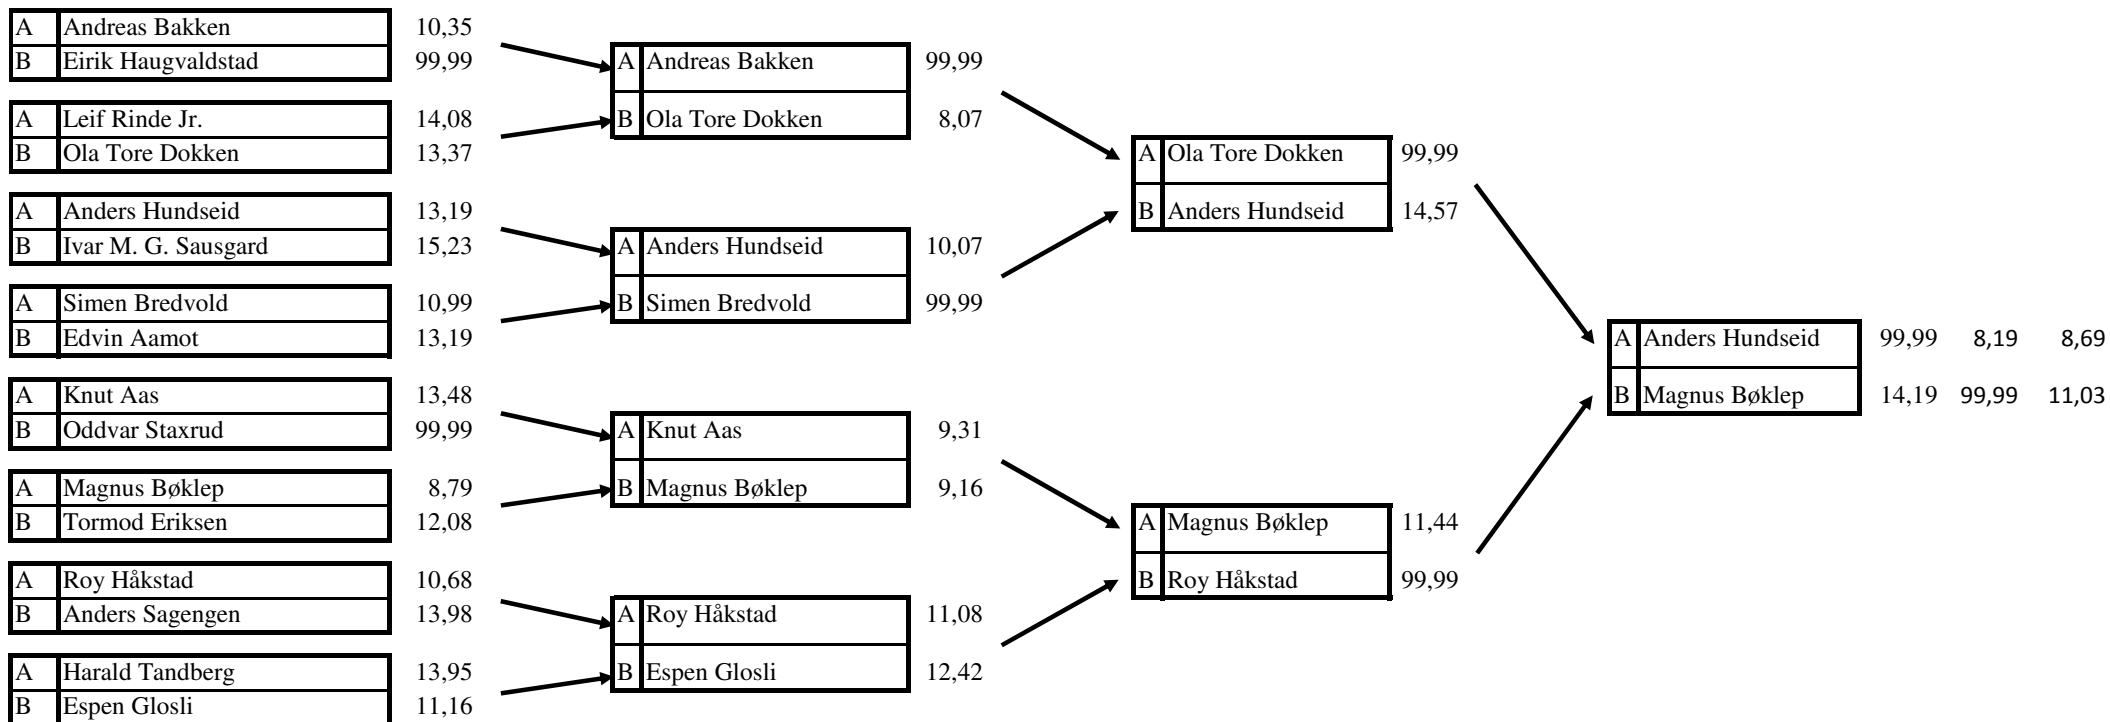 A Andreas Bakken 10,35
B Eirik Haugvaldstad 99,99
A Leif Rinde Jr. 14,08
B Ola Tore Dokken 13,37
A Anders Hundseid 13,19
B Ivar M. G. Sausgard 15,23
A Simen Bredvold 10,99
B Edvin Aamot 13,19
A Knut Aas 13,48
B Oddvar Staxrud 99,99
A Magnus Bøklep 8,79
B Tormod Eriksen 12,08
A Roy Håkstad 10,68
B Anders Sagengen 13,98
A Harald Tandberg 13,95
B Espen Glosli 11,16
A Andreas Bakken 99,99
B Ola Tore Dokken 8,07
A Anders Hundseid 10,07
B Simen Bredvold 99,99
A Knut Aas 9,31
B Magnus Bøklep 9,16
A Roy Håkstad 11,08
B Espen Glosli 12,42
A Ola Tore Dokken 99,99
B Anders Hundseid 14,57
A Magnus Bøklep 11,44
B Roy Håkstad 99,99
A Anders Hundseid 99,99 8,19 8,69
B Magnus Bøklep 14,19 99,99 11,03